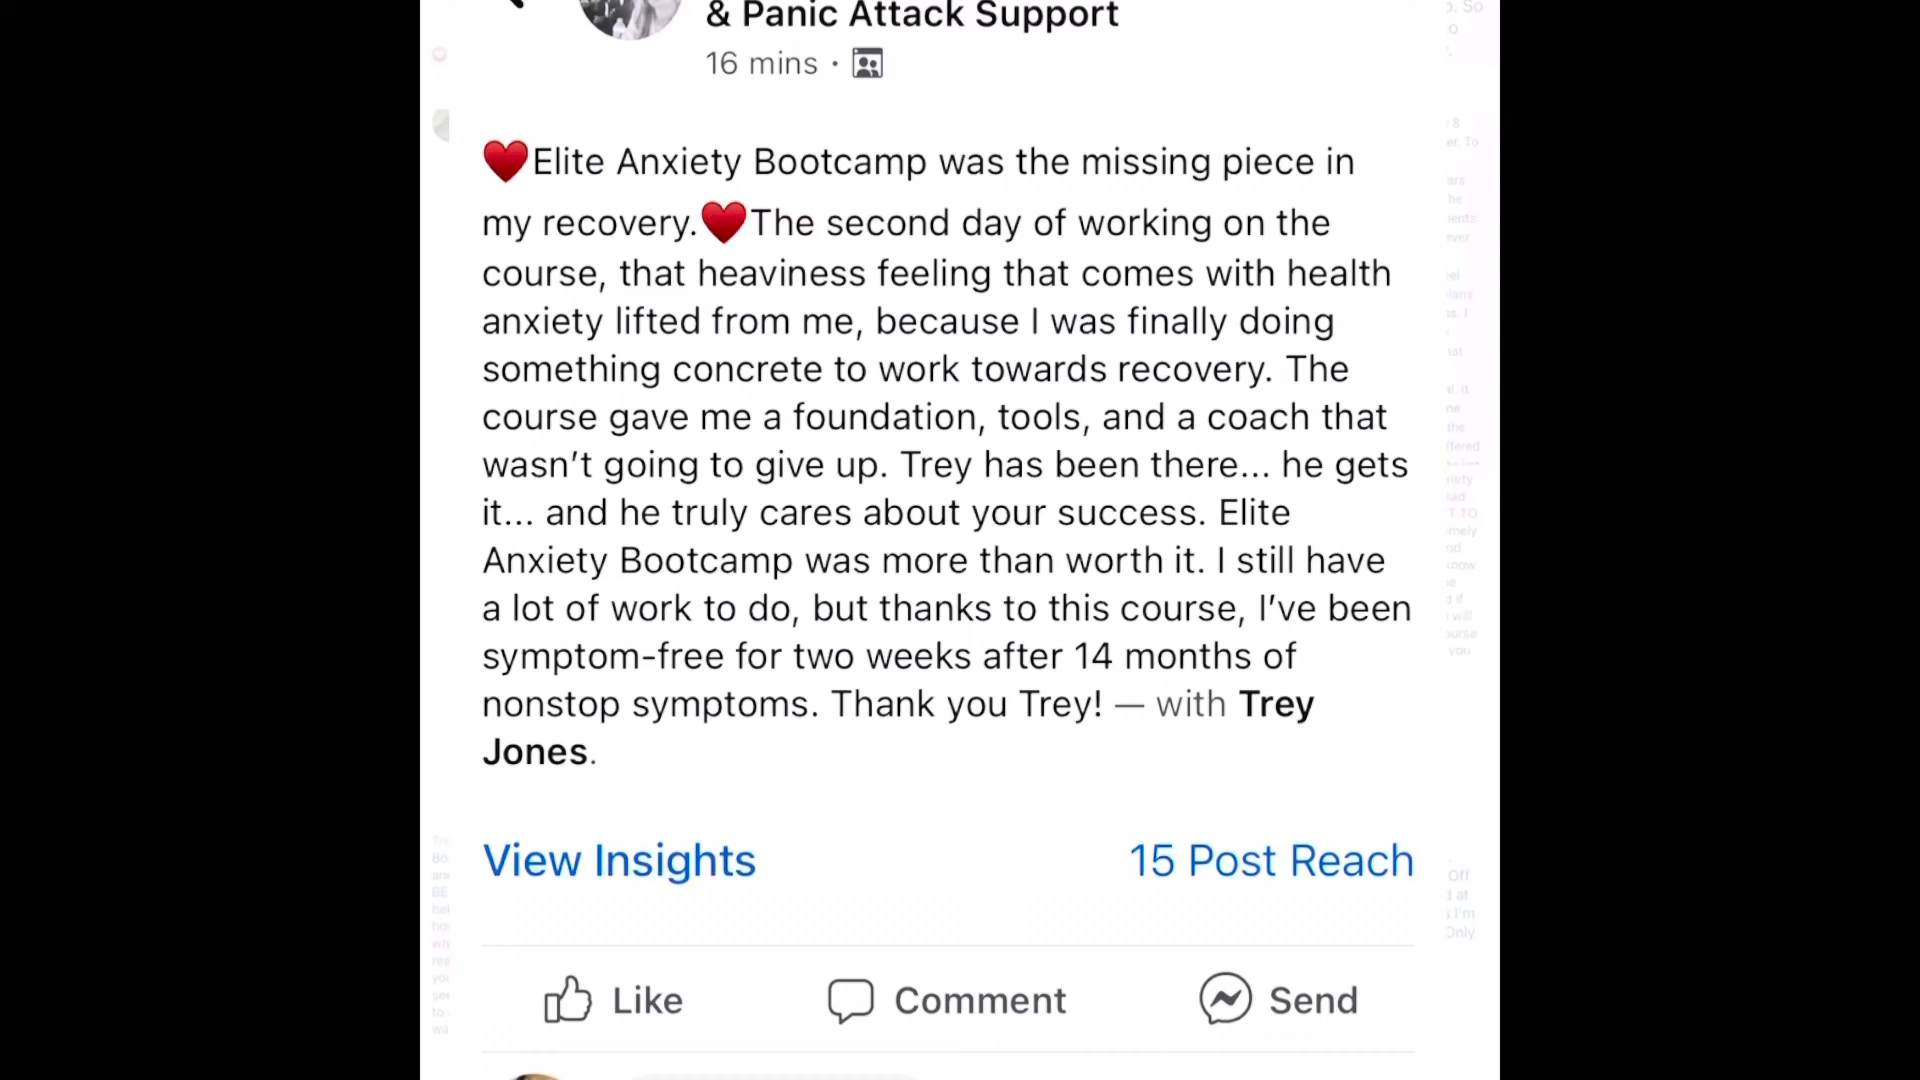 & Panic Attack Support
16 mins ·
♥Elite Anxiety Bootcamp was the missing piece in
my recovery.♥The second day of working on the
course, that heaviness feeling that comes with health
anxiety lifted from me, because I was finally doing
something concrete to work towards recovery. The
course gave me a foundation, tools, and a coach that
wasn’t going to give up. Trey has been there... he gets
it... and he truly cares about your success. Elite
Anxiety Bootcamp was more than worth it. I still have
a lot of work to do, but thanks to this course, I’ve been
symptom-free for two weeks after 14 months of
nonstop symptoms. Thank you Trey! — with Trey
Jones.
View Insights 15 Post Reach
Like Comment Send